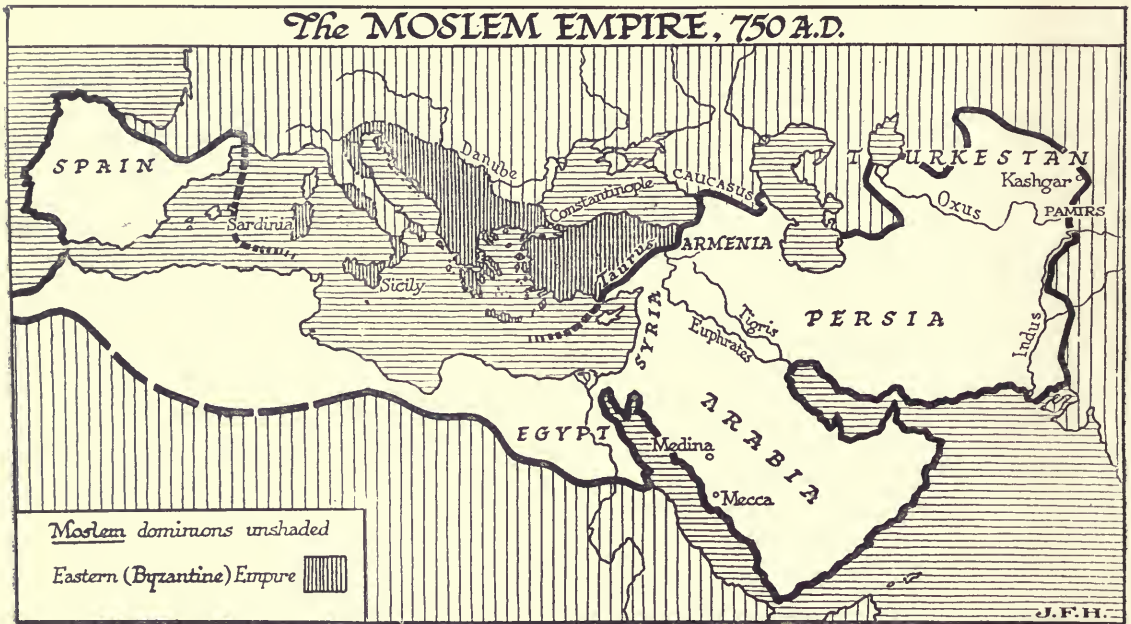 The MOSLEM EMPIRE, 750 A.D.
SPAIN
Danube
TURKESTAN
Kashgar
CAUCASUS
Constantinople
Oxus
PAMIRS
Sardinia
ARMENIA
Taurus
Sicily
SYRIA
Tigris
Euphrates
PERSIA
Indus
ARABIA
EGYPT
Medina
Mecca
Moslem dominions unshaded
Eastern (Byzantine) Empire
J.F.H.